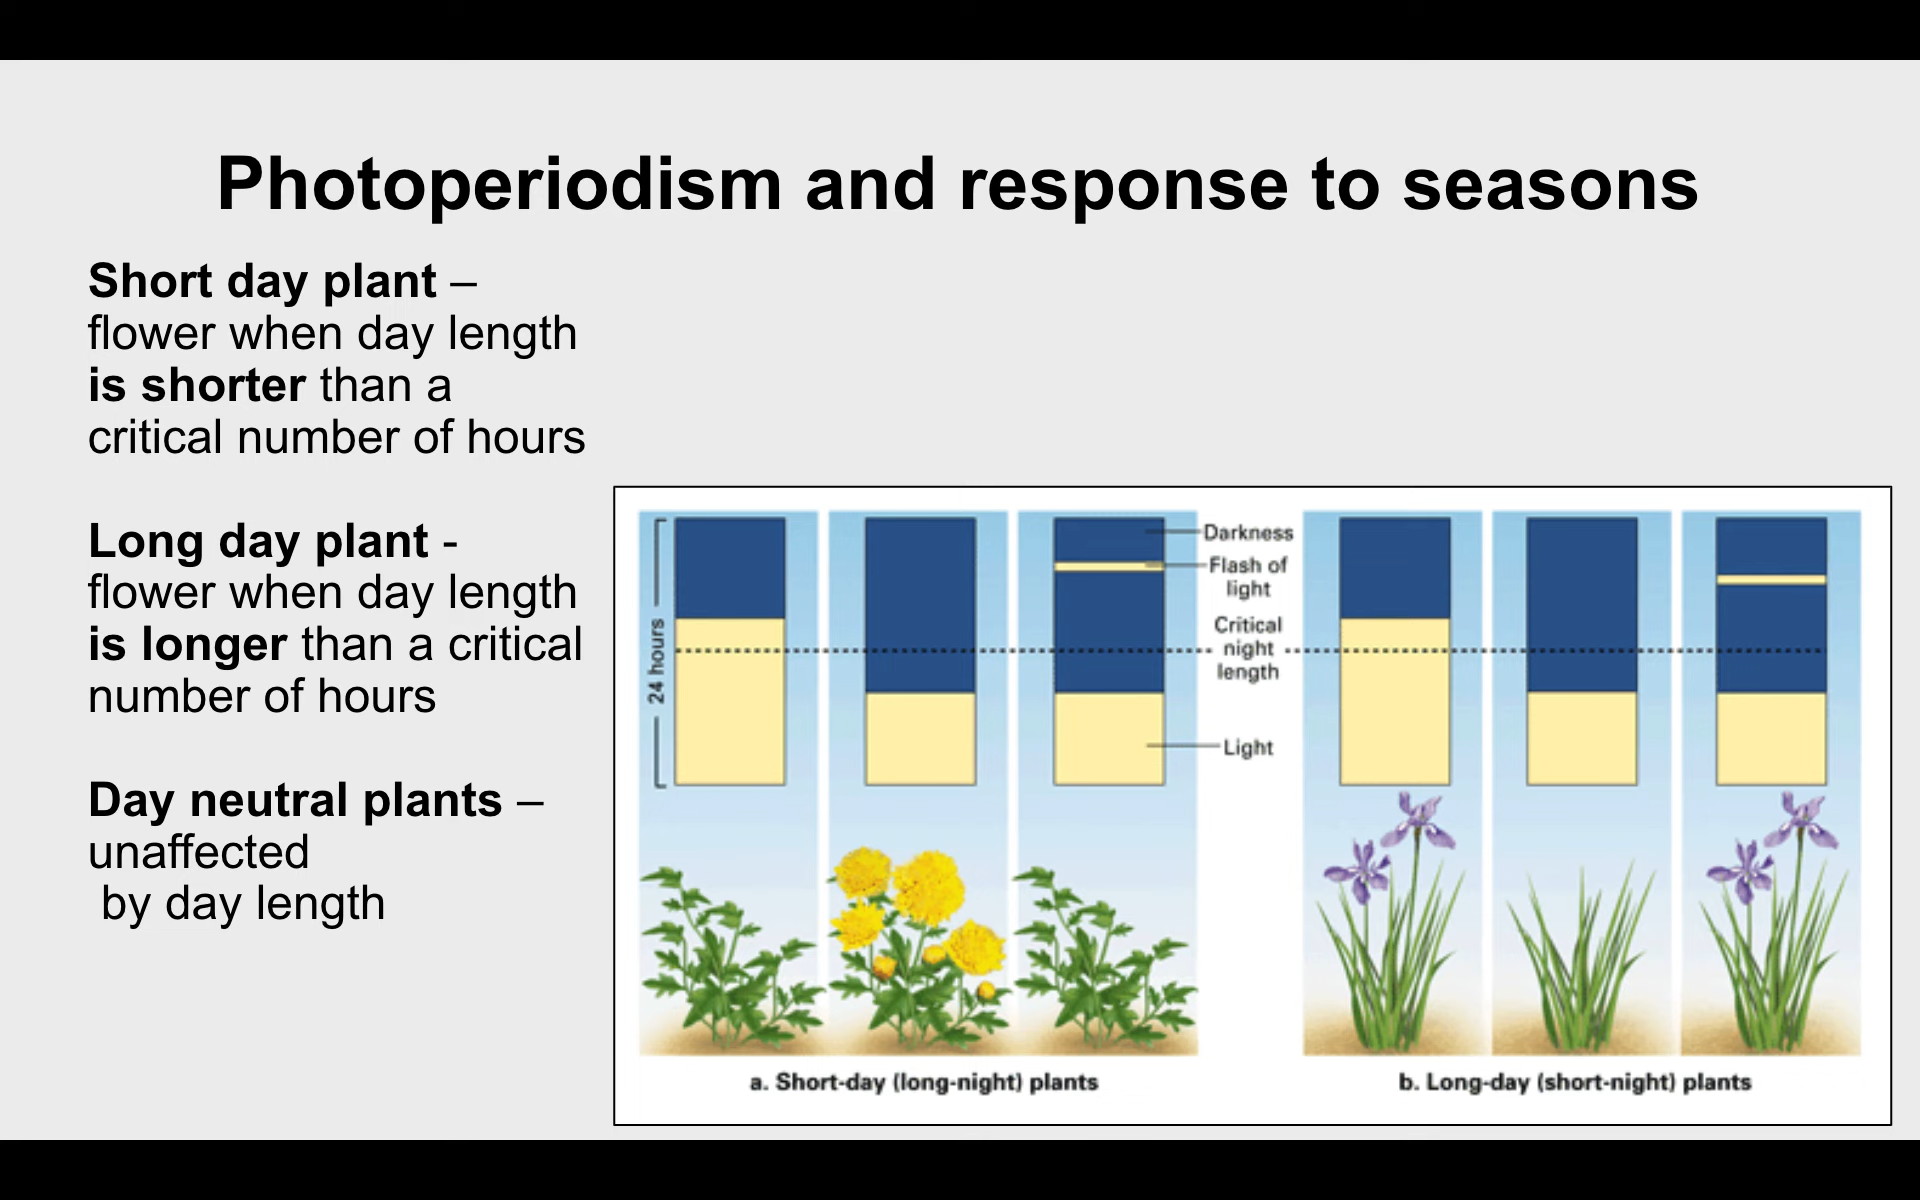 Photoperiodism and response to seasons
Short day plant –
flower when day length
is shorter than a
critical number of hours
Long day plant -
flower when day length
is longer than a critical
number of hours
Day neutral plants –
unaffected
by day length
24 hours
Darkness
Flash of
light
Critical
night
length
Light
a. Short-day (long-night) plants
b. Long-day (short-night) plants